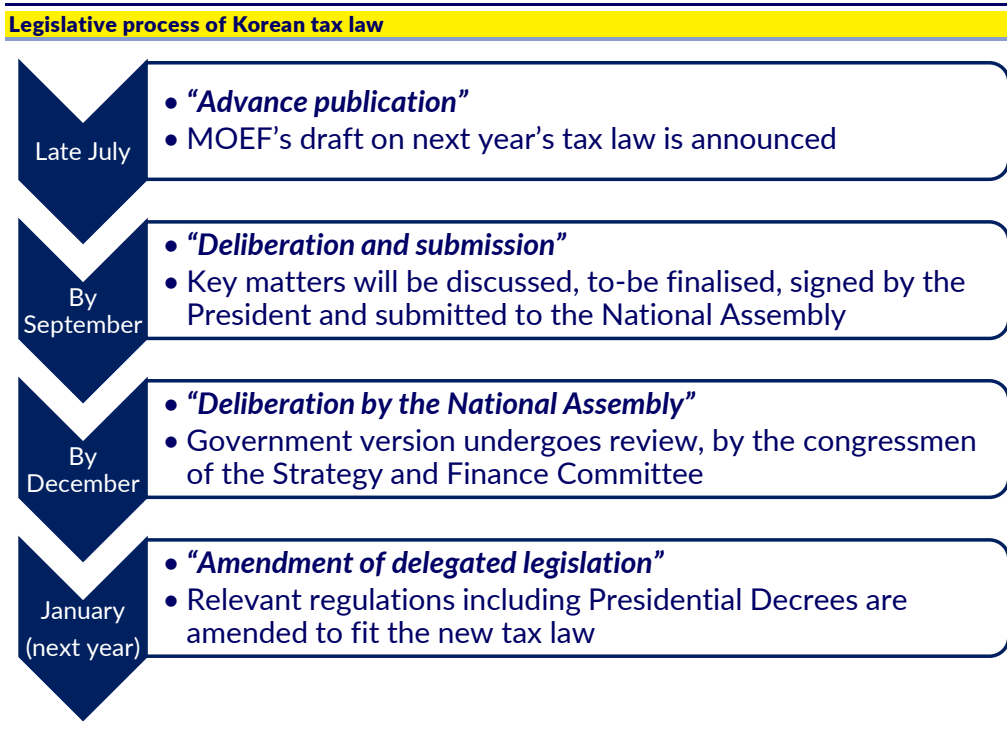 Legislative process of Korean tax law
Late July
• “Advance publication”
• MOEF’s draft on next year’s tax law is announced
By
September
• “Deliberation and submission”
• Key matters will be discussed, to-be finalised, signed by the
President and submitted to the National Assembly
By
December
• “Deliberation by the National Assembly”
• Government version undergoes review, by the congressmen
of the Strategy and Finance Committee
January
(next year)
• “Amendment of delegated legislation”
• Relevant regulations including Presidential Decrees are
amended to fit the new tax law